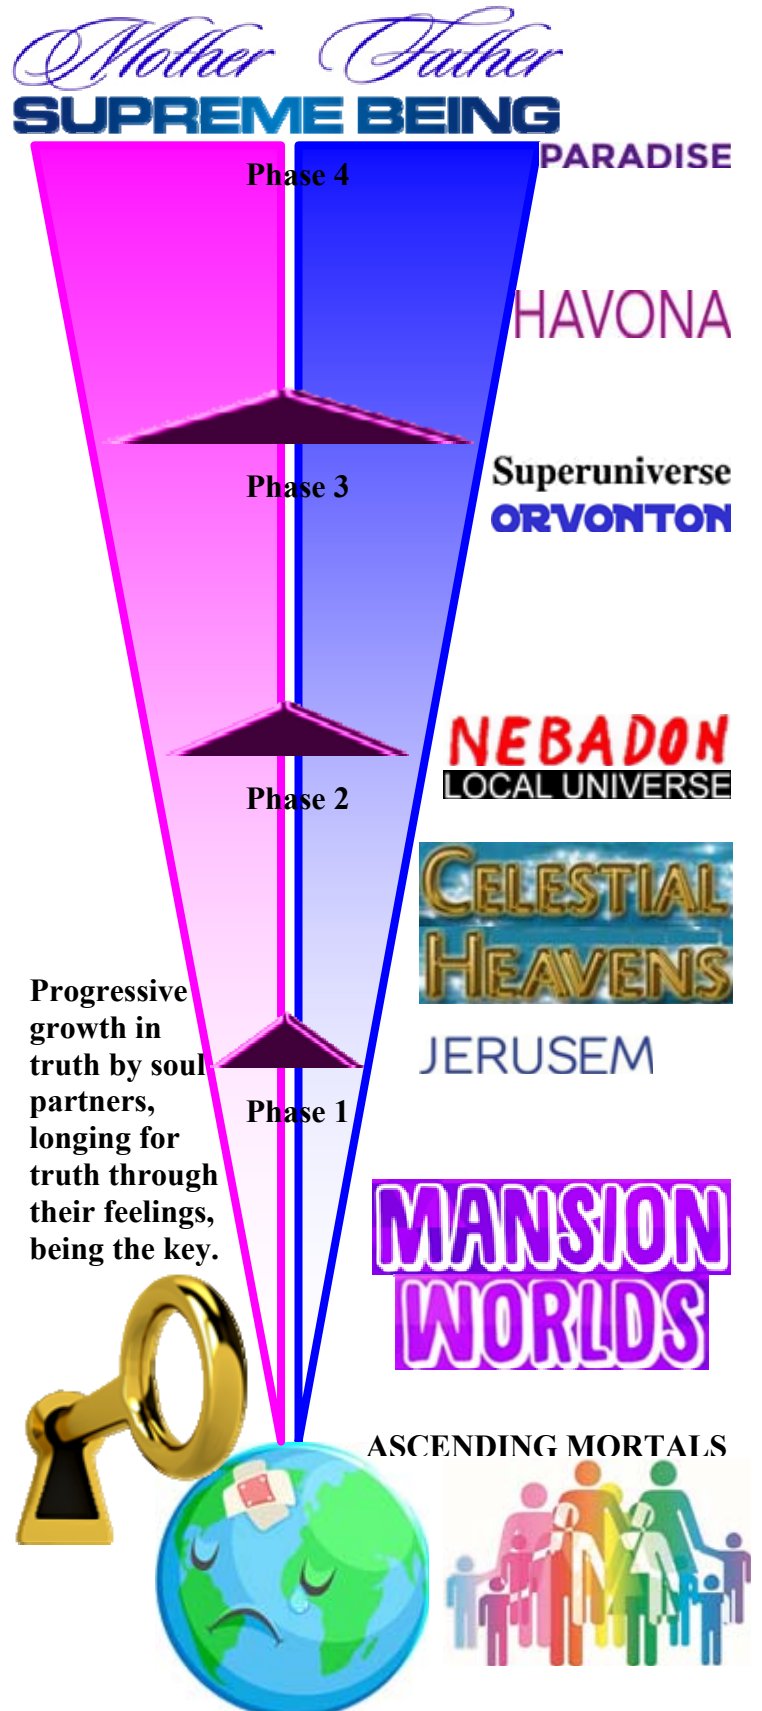 Mother Father
SUPREME BEING
Phase 4
PARADISE
HAVONA
Phase 3
Superuniverse
ORVONTON
NEBADON
LOCAL UNIVERSE
Phase 2
CELESTIAL
HEAVENS
JERUSEM
Phase 1
Progressive
growth in
truth by soul
partners,
longing for
truth through
their feelings,
being the key.
MANSION
WORLDS
ASCENDING MORTALS